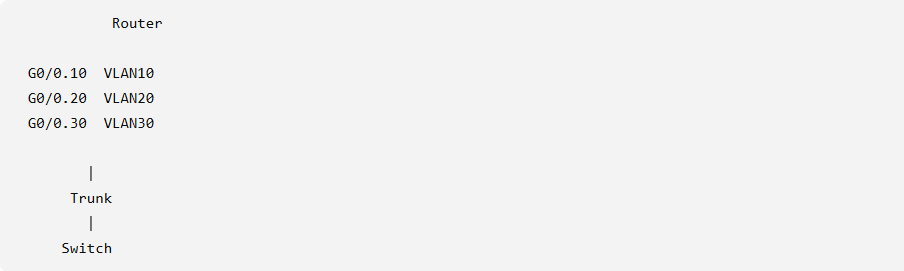 Router
G0/0.10  VLAN10
G0/0.20  VLAN20
G0/0.30  VLAN30
|
Trunk
|
Switch